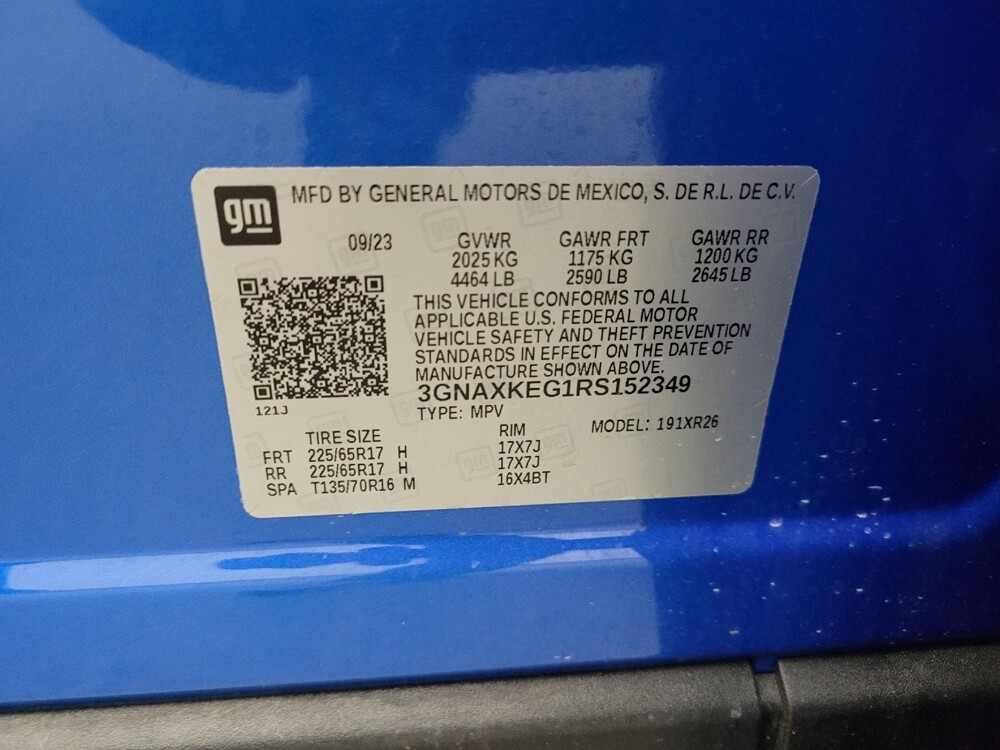 gm
MFD BY GENERAL MOTORS DE MEXICO, S. DE R.L. DE C.V.
09/23 GVWR GAWR FRT GAWR RR
2025 KG 1175 KG 1200 KG
4464 LB 2590 LB 2645 LB
THIS VEHICLE CONFORMS TO ALL
APPLICABLE U.S. FEDERAL MOTOR
VEHICLE SAFETY AND THEFT PREVENTION
STANDARDS IN EFFECT ON THE DATE OF
MANUFACTURE SHOWN ABOVE.
3GNAXKEG1RS152349
121J
TYPE: MPV MODEL: 191XR26
TIRE SIZE RIM
FRT 225/65R17 H 17X7J
RR 225/65R17 H 17X7J
SPA T135/70R16 M 16X4BT